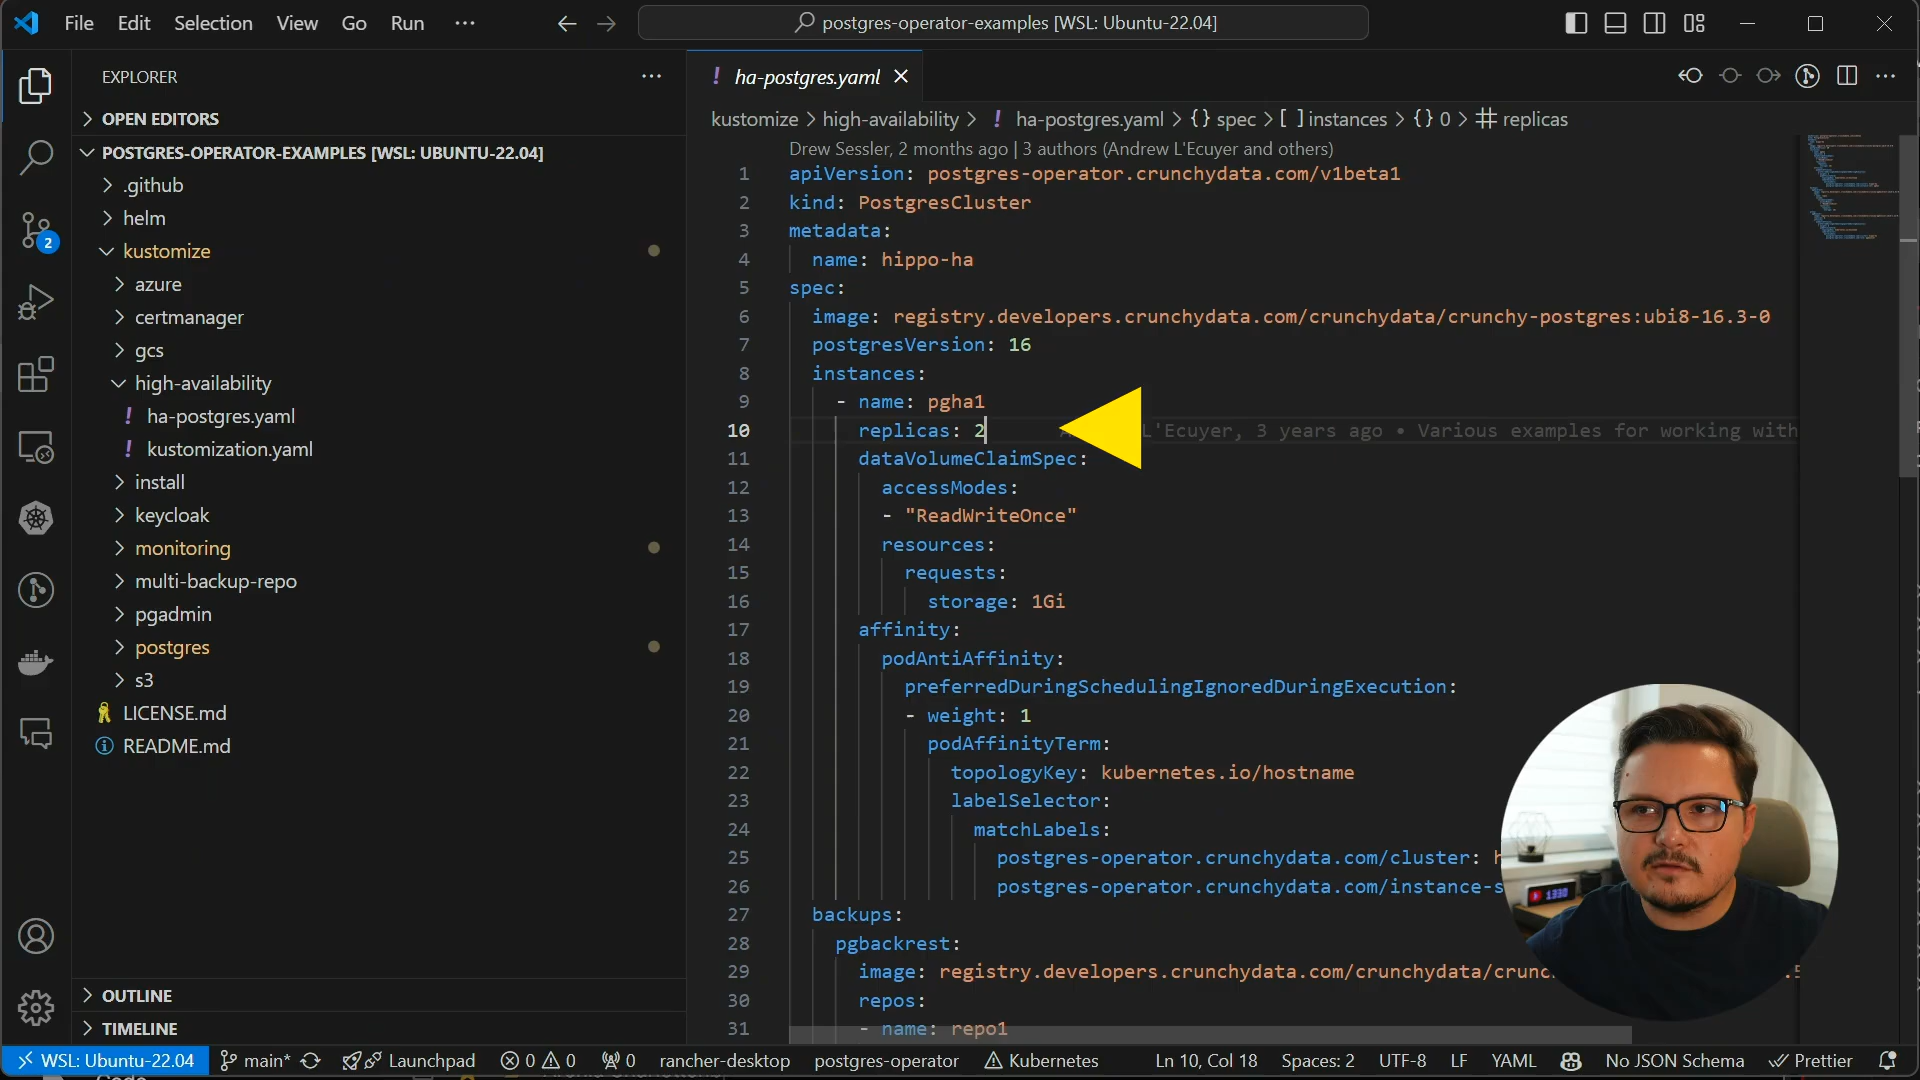 File Edit Selection View Go Run ···
postgres-operator-examples [WSL: Ubuntu-22.04]
EXPLORER
OPEN EDITORS
POSTGRES-OPERATOR-EXAMPLES [WSL: UBUNTU-22.04]
.github
helm
kustomize
azure
certmanager
gcs
high-availability
! ha-postgres.yaml
! kustomization.yaml
install
keycloak
monitoring
multi-backup-repo
pgadmin
postgres
s3
LICENSE.md
README.md
OUTLINE
TIMELINE
2
! ha-postgres.yaml
kustomize > high-availability > ! ha-postgres.yaml > {} spec > [ ] instances > {} 0 > # replicas
Drew Sessler, 2 months ago | 3 authors (Andrew L'Ecuyer and others)
1 apiVersion: postgres-operator.crunchydata.com/v1beta1
2 kind: PostgresCluster
3 metadata:
4 name: hippo-ha
5 spec:
6 image: registry.developers.crunchydata.com/crunchydata/crunchy-postgres:ubi8-16.3-0
7 postgresVersion: 16
8 instances:
9 - name: pgha1
10 replicas: 2 L'Ecuyer, 3 years ago • Various examples for working with
11 dataVolumeClaimSpec:
12 accessModes:
13 - "ReadWriteOnce"
14 resources:
15 requests:
16 storage: 1Gi
17 affinity:
18 podAntiAffinity:
19 preferredDuringSchedulingIgnoredDuringExecution:
20 - weight: 1
21 podAffinityTerm:
22 topologyKey: kubernetes.io/hostname
23 labelSelector:
24 matchLabels:
25 postgres-operator.crunchydata.com/cluster:
26 postgres-operator.crunchydata.com/instance-s
27 backups:
28 pgbackrest:
29 image: registry.developers.crunchydata.com/crunchydata/crunc
30 repos:
31 - name: repo1
WSL: Ubuntu-22.04 main* Launchpad 0 0 0 rancher-desktop postgres-operator Kubernetes Ln 10, Col 18 Spaces: 2 UTF-8 LF YAML No JSON Schema Prettier